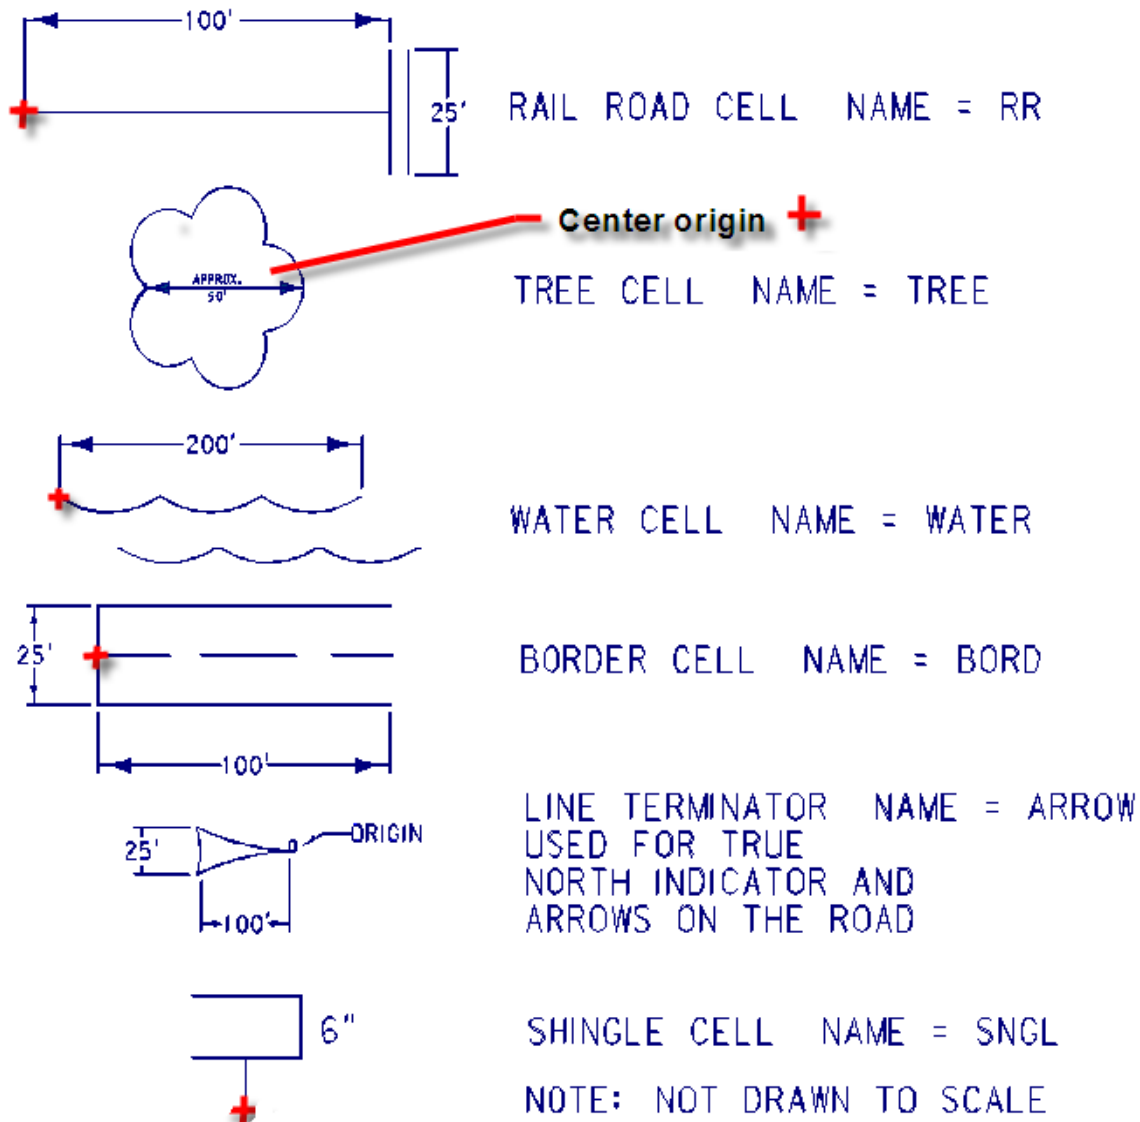 100'
25'
RAIL ROAD CELL NAME = RR
Center origin
APPROX.
50'
TREE CELL NAME = TREE
200'
WATER CELL NAME = WATER
25'
BORDER CELL NAME = BORD
100'
LINE TERMINATOR NAME = ARROW
ORIGIN
25'
USED FOR TRUE
NORTH INDICATOR AND
100'
ARROWS ON THE ROAD
6"
SHINGLE CELL NAME = SNGL
NOTE: NOT DRAWN TO SCALE